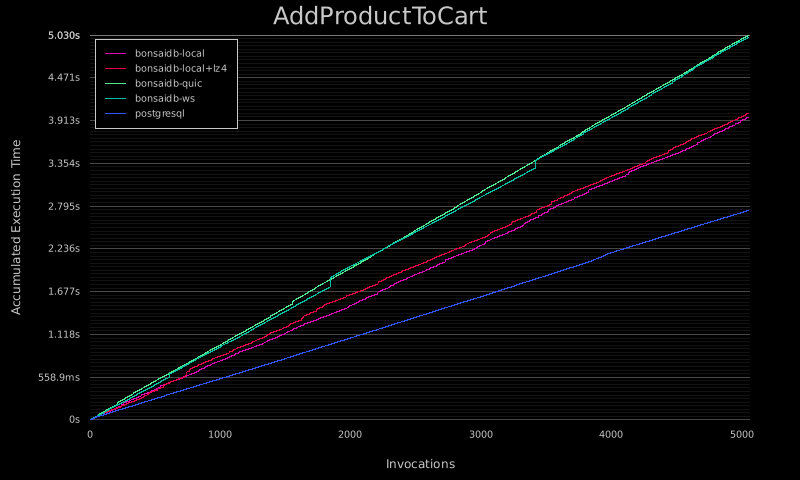 AddProductToCart
5.030s
4.471s
3.913s
3.354s
2.795s
2.236s
1.677s
1.118s
558.9ms
0s
Accumulated Execution Time
bonsaidb-local
bonsaidb-local+lz4
bonsaidb-quic
bonsaidb-ws
postgresql
0 1000 2000 3000 4000 5000
Invocations